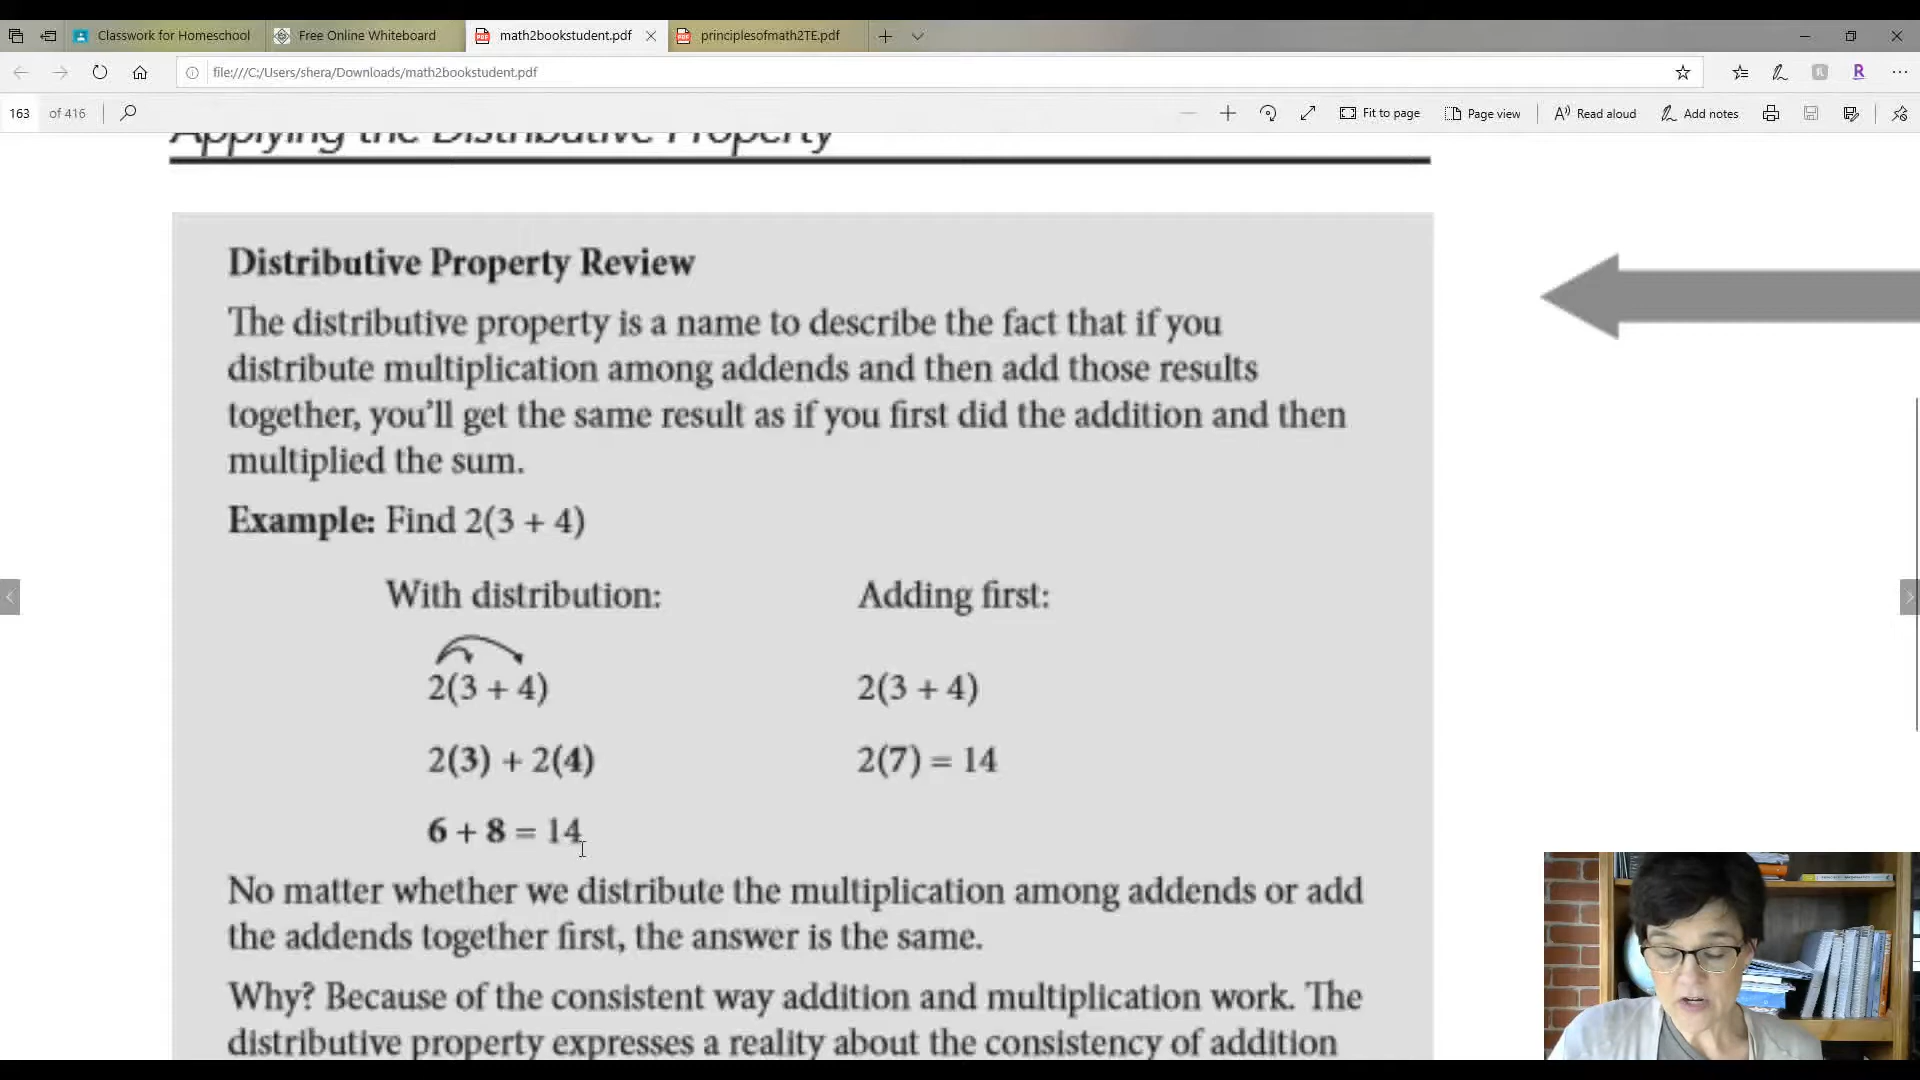 Classwork for Homeschool
Free Online Whiteboard
math2bookstudent.pdf
principlesofmath2TE.pdf
file:///C:/Users/shera/Downloads/math2bookstudent.pdf
R
163 of 416
Fit to page
Page view
Read aloud
Add notes
Applying the Distributive Property
Distributive Property Review
The distributive property is a name to describe the fact that if you
distribute multiplication among addends and then add those results
together, you’ll get the same result as if you first did the addition and then
multiplied the sum.
Example: Find 2(3 + 4)
With distribution:
2(3 + 4)
2(3) + 2(4)
6 + 8 = 14
Adding first:
2(3 + 4)
2(7) = 14
No matter whether we distribute the multiplication among addends or add
the addends together first, the answer is the same.
Why? Because of the consistent way addition and multiplication work. The
distributive property expresses a reality about the consistency of addition